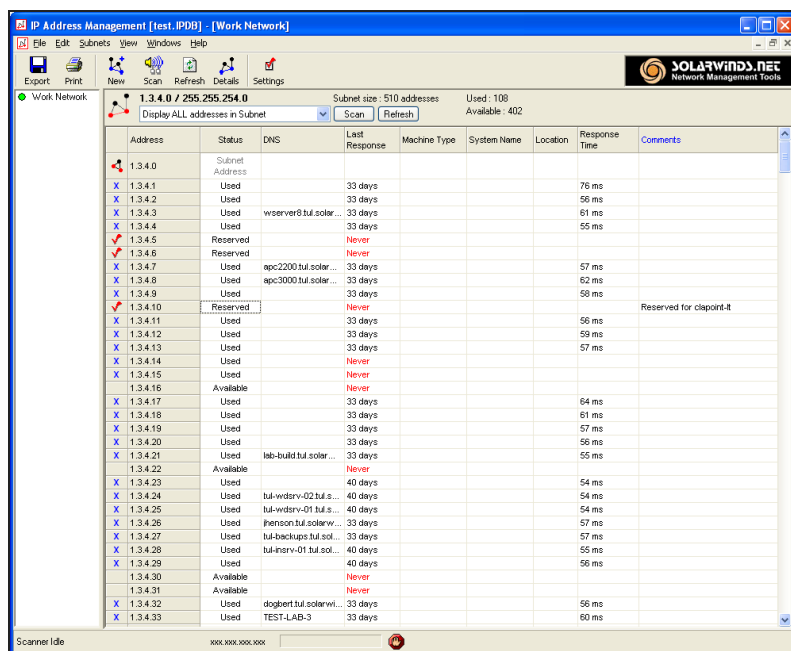 IP Address Management [test.IPDB] - [Work Network]
File Edit Subnets View Windows Help
Export Print New Scan Refresh Details Settings
SOLARWINDS.NET
Network Management Tools
Work Network
1.3.4.0 / 255.255.254.0 Subnet size : 510 addresses Used : 108
Display ALL addresses in Subnet Scan Refresh Available : 402
Address Status DNS Last Response Machine Type System Name Location Response Time Comments
1.3.4.0 Subnet Address
X 1.3.4.1 Used 33 days 76 ms
X 1.3.4.2 Used 33 days 56 ms
X 1.3.4.3 Used wserver8.tul.solar... 33 days 61 ms
X 1.3.4.4 Used 33 days 55 ms
1.3.4.5 Reserved Never
1.3.4.6 Reserved Never
X 1.3.4.7 Used apc2200.tul.solar... 33 days 57 ms
X 1.3.4.8 Used apc3000.tul.solar... 33 days 62 ms
X 1.3.4.9 Used 33 days 58 ms
1.3.4.10 Reserved Never Reserved for clapoint-lt
X 1.3.4.11 Used 33 days 56 ms
X 1.3.4.12 Used 33 days 59 ms
X 1.3.4.13 Used 33 days 57 ms
X 1.3.4.14 Used Never
X 1.3.4.15 Used Never
1.3.4.16 Available Never
X 1.3.4.17 Used 33 days 64 ms
X 1.3.4.18 Used 33 days 61 ms
X 1.3.4.19 Used 33 days 57 ms
X 1.3.4.20 Used 33 days 56 ms
X 1.3.4.21 Used lab-build.tul.solar... 33 days 55 ms
1.3.4.22 Available Never
X 1.3.4.23 Used 40 days 54 ms
X 1.3.4.24 Used tul-wdsrv-02.tul.s... 40 days 54 ms
X 1.3.4.25 Used tul-wdsrv-01.tul.s... 40 days 54 ms
X 1.3.4.26 Used jhenson.tul.solarw... 33 days 57 ms
X 1.3.4.27 Used tul-backups.tul.sol... 33 days 57 ms
X 1.3.4.28 Used tul-insrv-01.tul.sol... 40 days 55 ms
X 1.3.4.29 Used 40 days 56 ms
1.3.4.30 Available Never
1.3.4.31 Available Never
X 1.3.4.32 Used dogbert.tul.solarwi... 33 days 56 ms
X 1.3.4.33 Used TEST-LAB-3 33 days 60 ms
Scanner Idle xxx.xxx.xxx.xxx